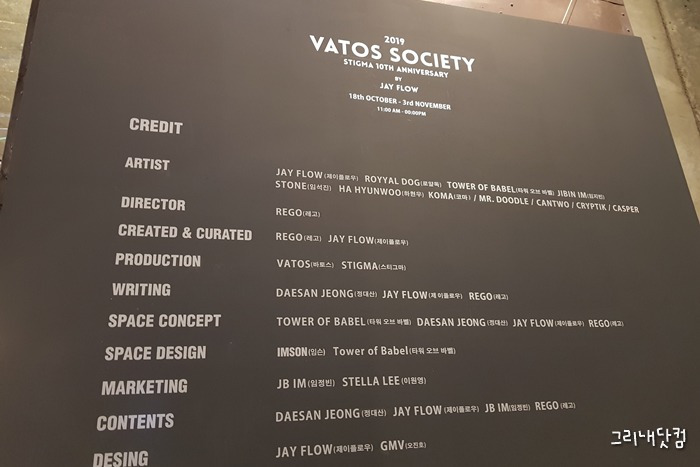 2019
VATOS SOCIETY
STIGMA 10TH ANNIVERSARY
BY
JAY FLOW
18th OCTOBER - 3rd NOVEMBER
11:00 AM - 00:00PM
CREDIT
ARTIST
JAY FLOW(제이플로우) ROYYAL DOG(로얄독) TOWER OF BABEL(타워 오브 바벨) JIBIN IM(임지빈)
STONE(임석진) HA HYUNWOO(하현우) KOMA(코마) / MR. DOODLE / CANTWO / CRYPTIK / CASPER
DIRECTOR REGO(레고)
CREATED & CURATED REGO(레고) JAY FLOW(제이플로우)
PRODUCTION VATOS(바토스) STIGMA(스티그마)
WRITING DAESAN JEONG(정대산) JAY FLOW(제이플로우) REGO(레고)
SPACE CONCEPT TOWER OF BABEL(타워 오브 바벨) DAESAN JEONG(정대산) JAY FLOW(제이플로우) REGO(레고)
SPACE DESIGN IMSON(임슨) Tower of Babel(타워 오브 바벨)
MARKETING JB IM(임정빈) STELLA LEE(이원영)
CONTENTS DAESAN JEONG(정대산) JAY FLOW(제이플로우) JB IM(임정빈) REGO(레고)
DESING JAY FLOW(제이플로우) GMV(오진호)
그리내닷컴